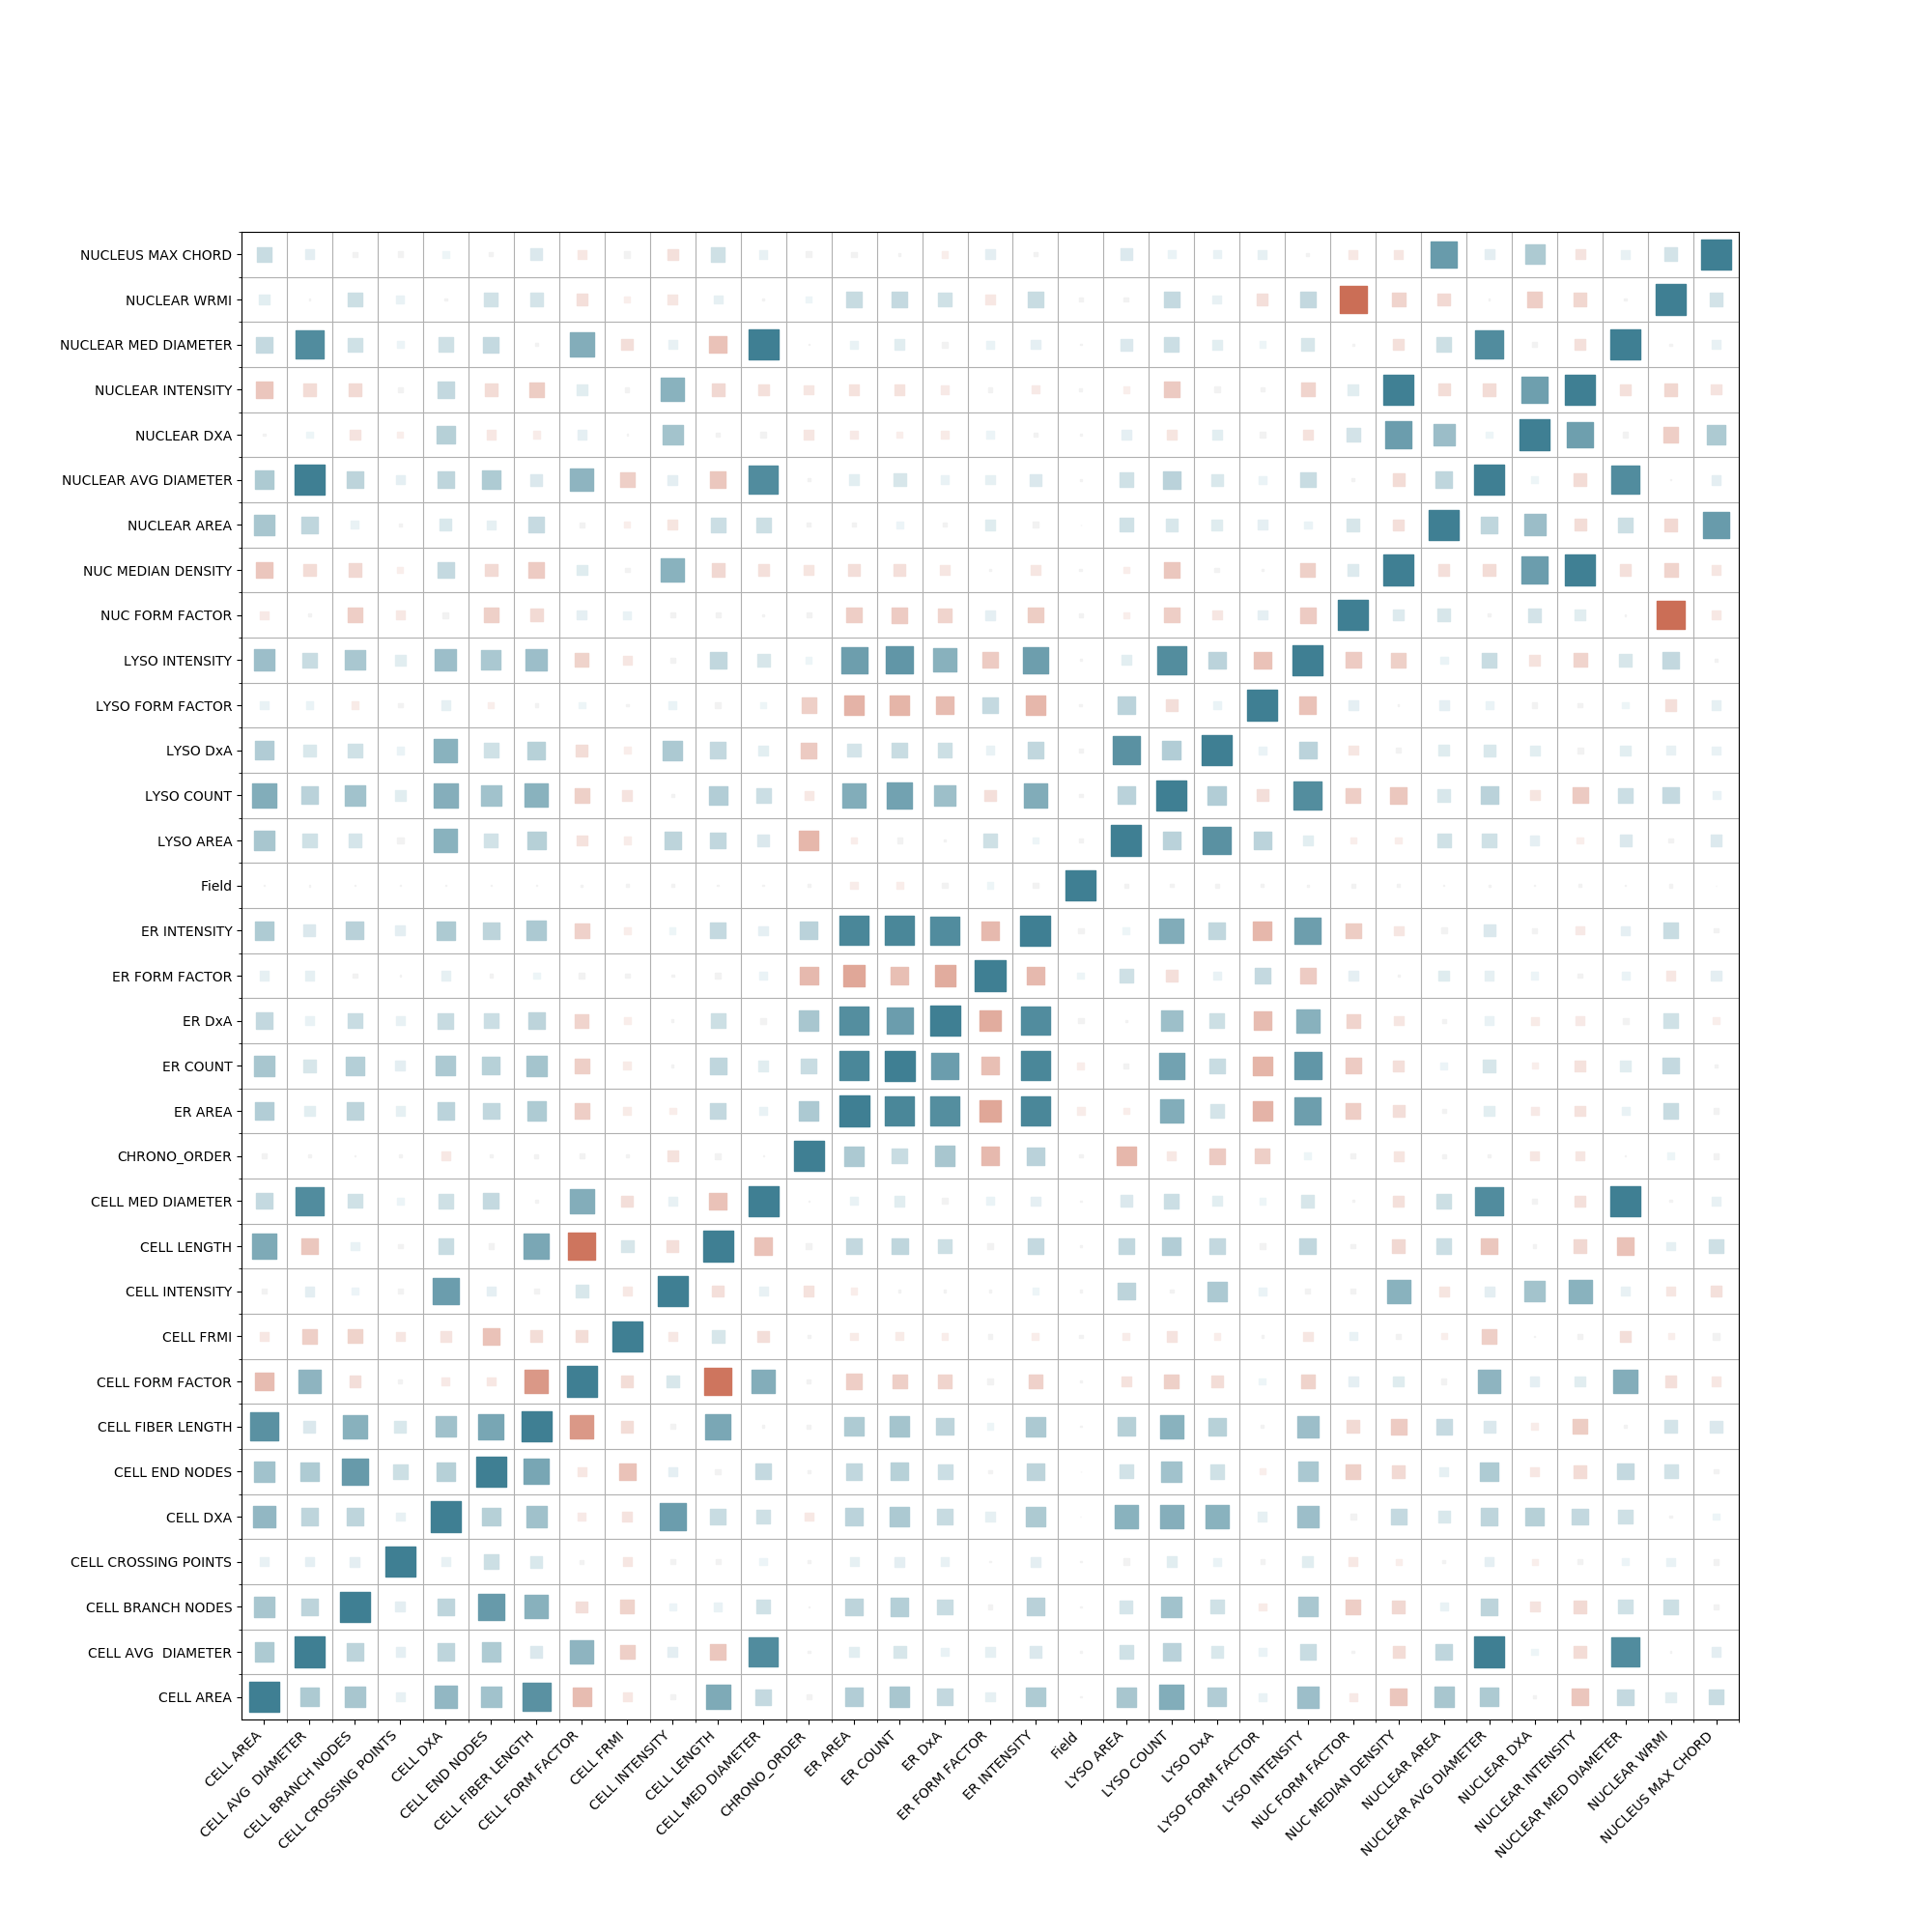 NUCLEUS MAX CHORD
NUCLEAR WRMI
NUCLEAR MED DIAMETER
NUCLEAR INTENSITY
NUCLEAR DXA
NUCLEAR AVG DIAMETER
NUCLEAR AREA
NUC MEDIAN DENSITY
NUC FORM FACTOR
LYSO INTENSITY
LYSO FORM FACTOR
LYSO DxA
LYSO COUNT
LYSO AREA
Field
ER INTENSITY
ER FORM FACTOR
ER DxA
ER COUNT
ER AREA
CHRONO_ORDER
CELL MED DIAMETER
CELL LENGTH
CELL INTENSITY
CELL FRMI
CELL FORM FACTOR
CELL FIBER LENGTH
CELL END NODES
CELL DXA
CELL CROSSING POINTS
CELL BRANCH NODES
CELL AVG  DIAMETER
CELL AREA
CELL AREA
CELL AVG  DIAMETER
CELL BRANCH NODES
CELL CROSSING POINTS
CELL DXA
CELL END NODES
CELL FIBER LENGTH
CELL FORM FACTOR
CELL FRMI
CELL INTENSITY
CELL LENGTH
CELL MED DIAMETER
CHRONO_ORDER
ER AREA
ER COUNT
ER DxA
ER FORM FACTOR
ER INTENSITY
Field
LYSO AREA
LYSO COUNT
LYSO DxA
LYSO FORM FACTOR
LYSO INTENSITY
NUC FORM FACTOR
NUC MEDIAN DENSITY
NUCLEAR AREA
NUCLEAR AVG DIAMETER
NUCLEAR DXA
NUCLEAR INTENSITY
NUCLEAR MED DIAMETER
NUCLEAR WRMI
NUCLEUS MAX CHORD